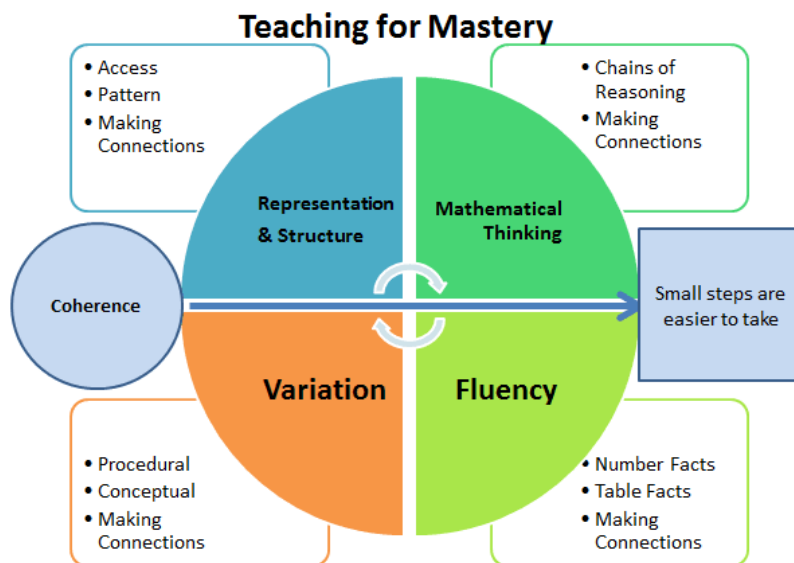 Teaching for Mastery
• Access
• Pattern
• Making
Connections
• Chains of
Reasoning
• Making
Connections
Representation
& Structure
Mathematical
Thinking
Coherence
Small steps are
easier to take
Variation
Fluency
• Procedural
• Conceptual
• Making
Connections
• Number Facts
• Table Facts
• Making
Connections